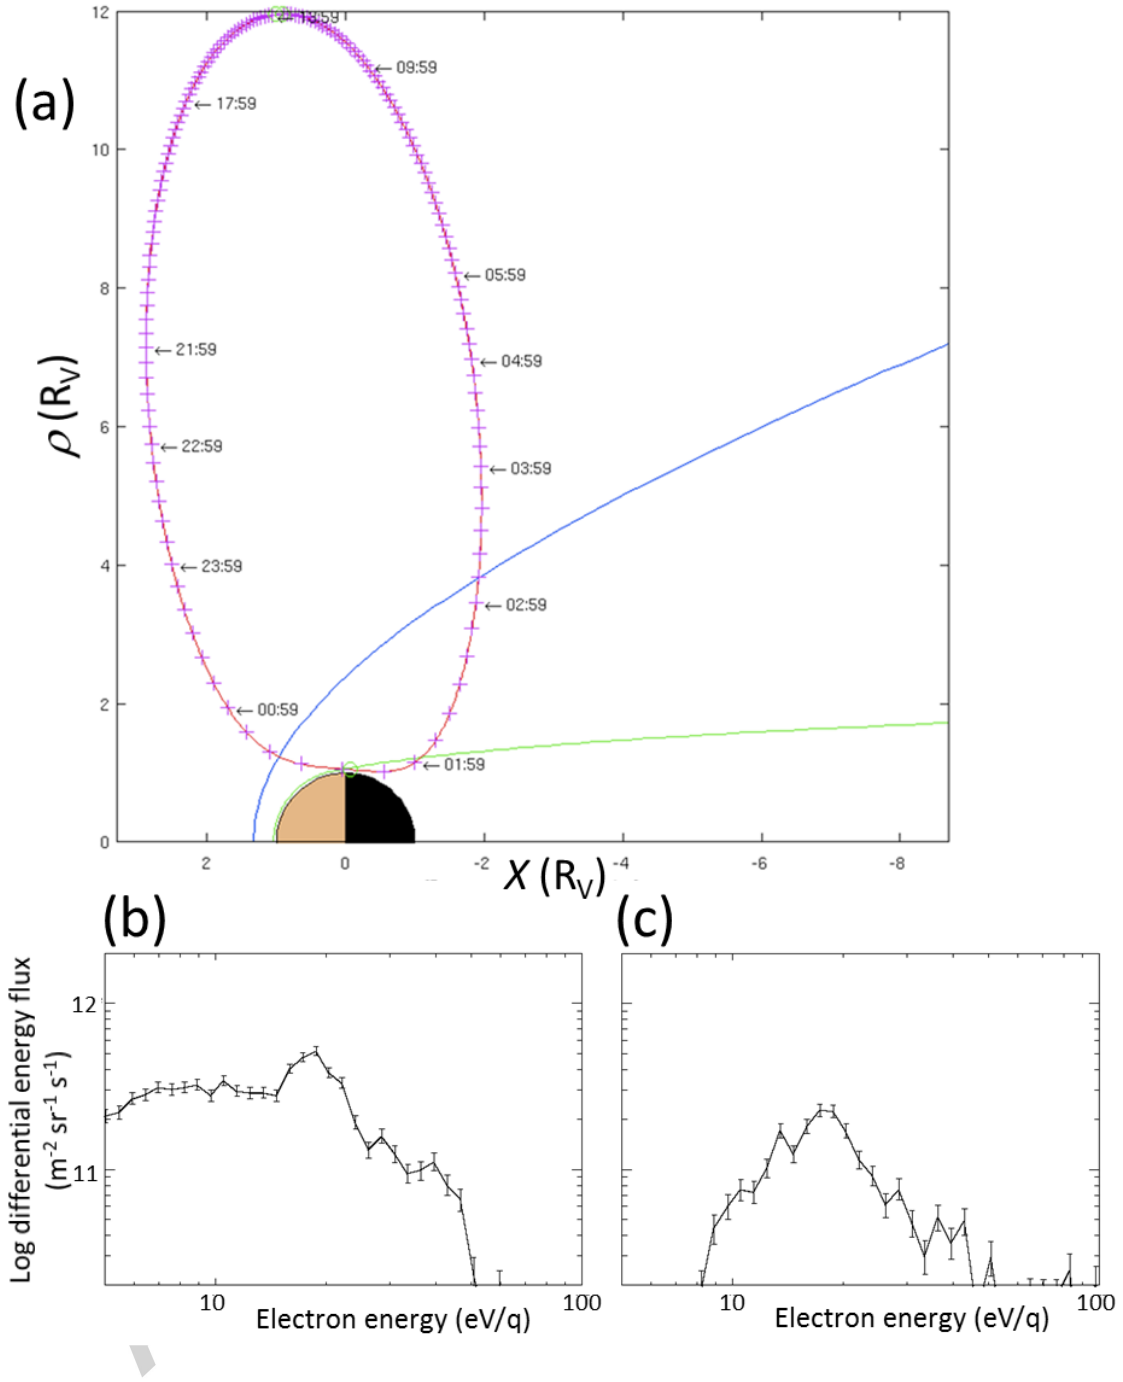 (a)
12
10
8
6
4
2
0
ρ (R_V)
← 13:59
← 09:59
← 17:59
← 05:59
← 21:59
← 04:59
← 22:59
← 03:59
← 23:59
← 02:59
← 00:59
← 01:59
2 0 -2 -4 -6 -8
X (R_V)
(b) (c)
Log differential energy flux
(m⁻² sr⁻¹ s⁻¹)
12
11
10 100
Electron energy (eV/q)
10 100
Electron energy (eV/q)